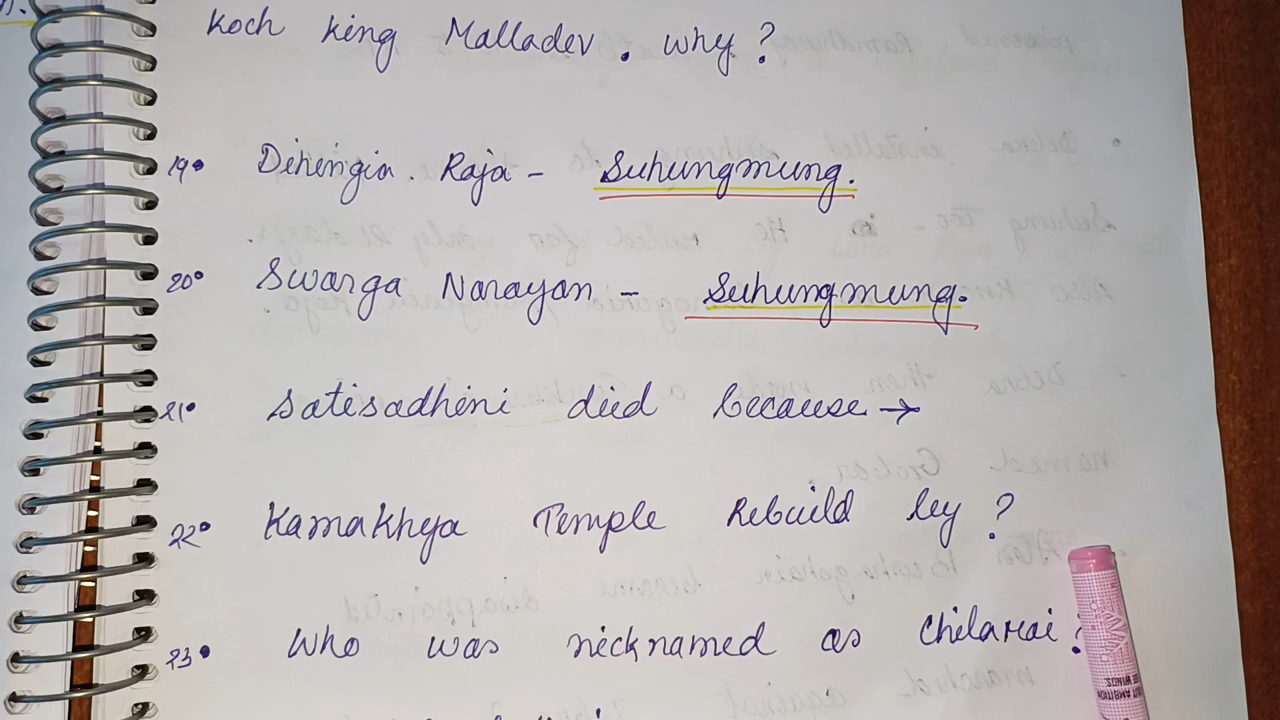 Koch king Malladev. why?
19• Dihingia. Raja - Suhungmung.
20• Swarga Narayan - Suhungmung.
21• Satisadhini died because →
22• Kamakhya Temple Rebuild by?
23• Who was nicknamed as Chilarai?